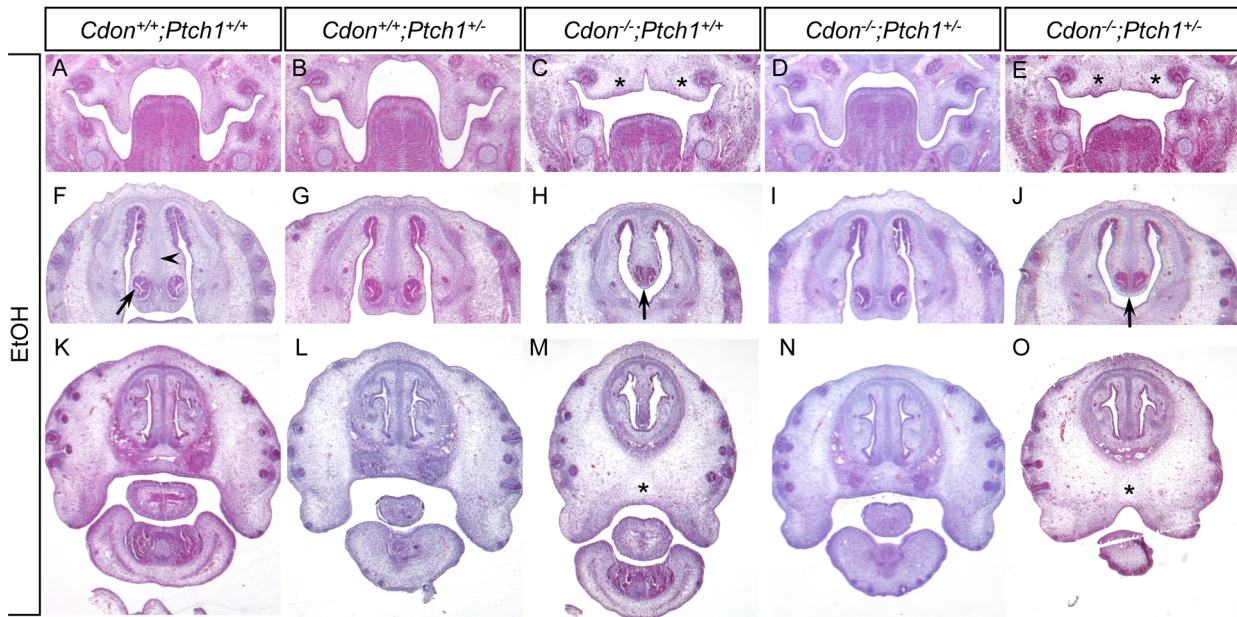 Cdon+/+;Ptch1+/+ Cdon+/+;Ptch1+/- Cdon-/-;Ptch1+/+ Cdon-/-;Ptch1+/- Cdon-/-;Ptch1+/-
EtOH
A B C * * D E * *
F G H I J
K L M * N O *